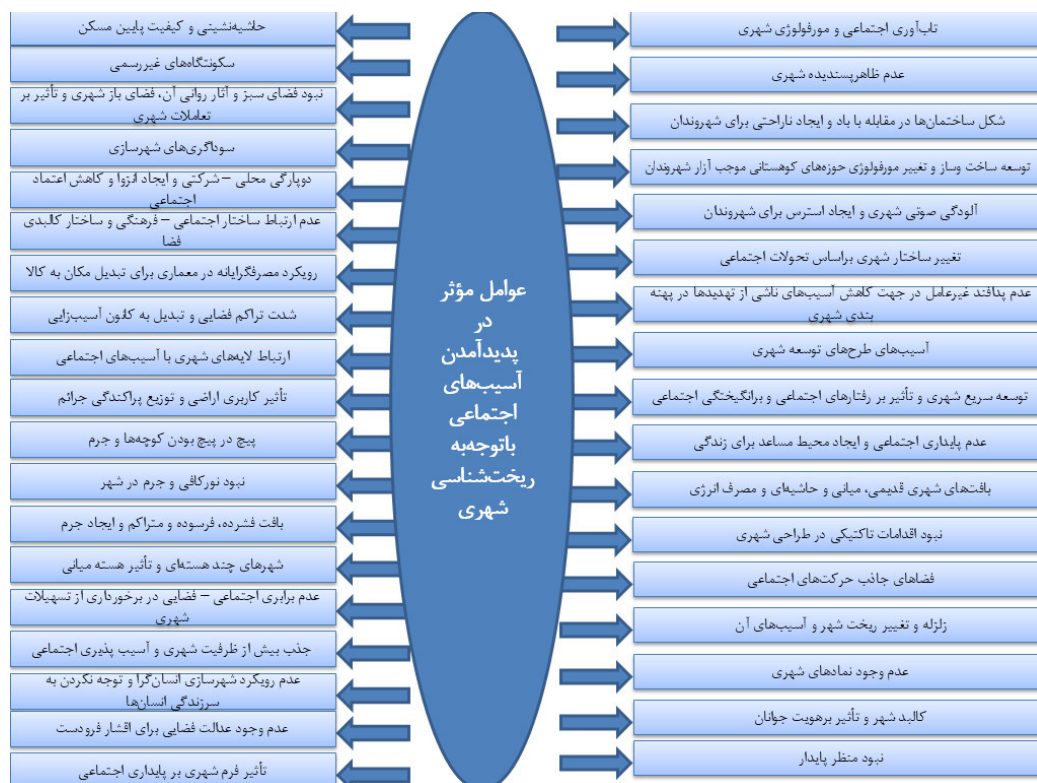 تاب‌آوری اجتماعی و مورفولوژی شهری
عدم ظاهرپسندیده شهری
شکل ساختمان‌ها در مقابله با باد و ایجاد ناراحتی برای شهروندان
توسعه ساخت وساز و تغییر مورفولوژی حوزه‌های کوهستانی موجب آزار شهروندان
آلودگی صوتی شهری و ایجاد استرس برای شهروندان
تغییر ساختار شهری براساس تحولات اجتماعی
عدم پدافند غیرعامل در جهت کاهش آسیب‌های ناشی از تهدیدها در پهنه
بندی شهری
آسیب‌های طرح‌های توسعه شهری
توسعه سریع شهری و تأثیر بر رفتارهای اجتماعی و برانگیختگی اجتماعی
عدم پایداری اجتماعی و ایجاد محیط مساعد برای زندگی
بافت‌های شهری قدیمی، میانی و حاشیه‌ای و مصرف انرژی
نبود اقدامات تاکتیکی در طراحی شهری
فضاهای جاذب حرکت‌های اجتماعی
زلزله و تغییر ریخت شهر و آسیب‌های آن
عدم وجود نمادهای شهری
کالبد شهر و تأثیر برهویت جوانان
نبود منظر پایدار
عوامل مؤثر
در
پدیدآمدن
آسیب‌های
اجتماعی
باتوجه‌به
ریخت‌شناسی
شهری
حاشیه‌نشینی و کیفیت پایین مسکن
سکونتگاه‌های غیررسمی
نبود فضای سبز و آثار روانی آن، فضای باز شهری و تأثیر بر
تعاملات شهری
سوداگری‌های شهرسازی
دوپارگی محلی – شرکتی و ایجاد انزوا و کاهش اعتماد
اجتماعی
عدم ارتباط ساختار اجتماعی – فرهنگی و ساختار کالبدی
فضا
رویکرد مصرفگرایانه در معماری برای تبدیل مکان به کالا
شدت تراکم فضایی و تبدیل به کانون آسیب‌زایی
ارتباط لایه‌های شهری با آسیب‌های اجتماعی
تأثیر کاربری اراضی و توزیع پراکندگی جرائم
پیچ در پیچ بودن کوچه‌ها و جرم
نبود نورکافی و جرم در شهر
بافت فشرده، فرسوده و متراکم و ایجاد جرم
شهرهای چند هسته‌ای و تأثیر هسته میانی
عدم برابری اجتماعی – فضایی در برخورداری از تسهیلات
شهری
جذب بیش از ظرفیت شهری و آسیب پذیری اجتماعی
عدم رویکرد شهرسازی انسان‌گرا و توجه نکردن به
سرزندگی انسان‌ها
عدم وجود عدالت فضایی برای اقشار فرودست
تأثیر فرم شهری بر پایداری اجتماعی